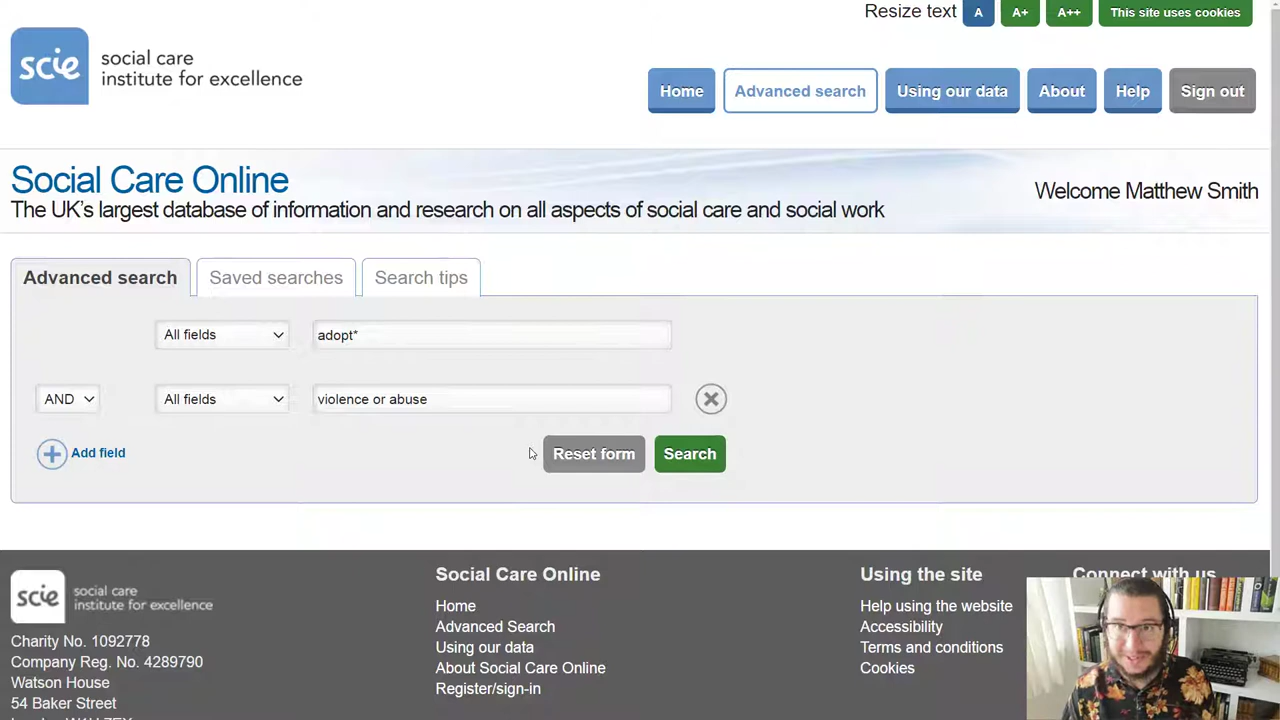 Resize text A A+ A++ This site uses cookies
scie social care
institute for excellence
Home Advanced search Using our data About Help Sign out
Social Care Online
Welcome Matthew Smith
The UK's largest database of information and research on all aspects of social care and social work
Advanced search Saved searches Search tips
All fields adopt*
AND All fields violence or abuse
Add field Reset form Search
scie social care
institute for excellence
Charity No. 1092778
Company Reg. No. 4289790
Watson House
54 Baker Street
Social Care Online
Home
Advanced Search
Using our data
About Social Care Online
Register/sign-in
Using the site
Help using the website
Accessibility
Terms and conditions
Cookies
Connect with us